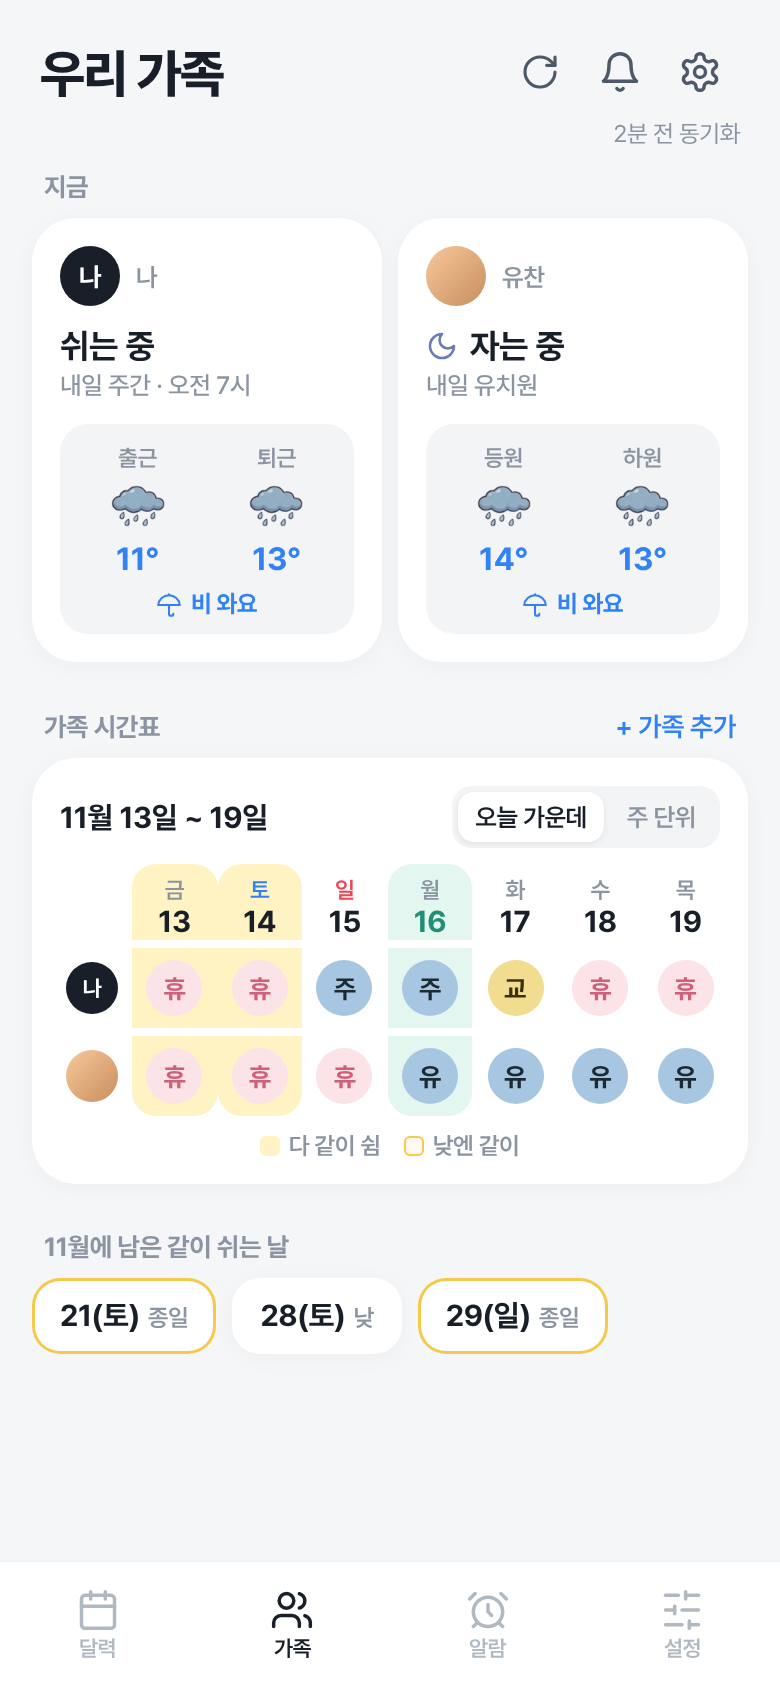 우리 가족
2분 전 동기화
지금
나 나
쉬는 중
내일 주간 · 오전 7시
출근 퇴근
11° 13°
비 와요
유찬
자는 중
내일 유치원
등원 하원
14° 13°
비 와요
가족 시간표 + 가족 추가
11월 13일 ~ 19일 오늘 가운데 주 단위
금 토 일 월 화 수 목
13 14 15 16 17 18 19
나 휴 휴 주 주 교 휴 휴
휴 휴 휴 유 유 유 유
다 같이 쉼 낮엔 같이
11월에 남은 같이 쉬는 날
21(토) 종일 28(토) 낮 29(일) 종일
달력 가족 알람 설정